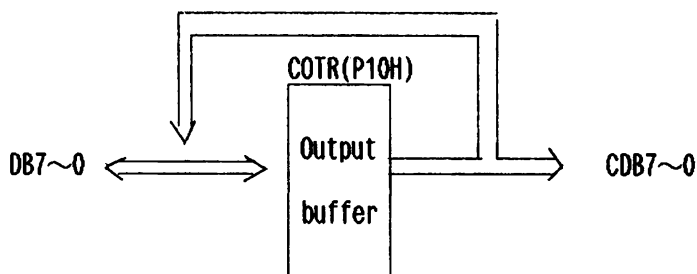 COTR(P10H)
DB7～0
Output
buffer
CDB7～0